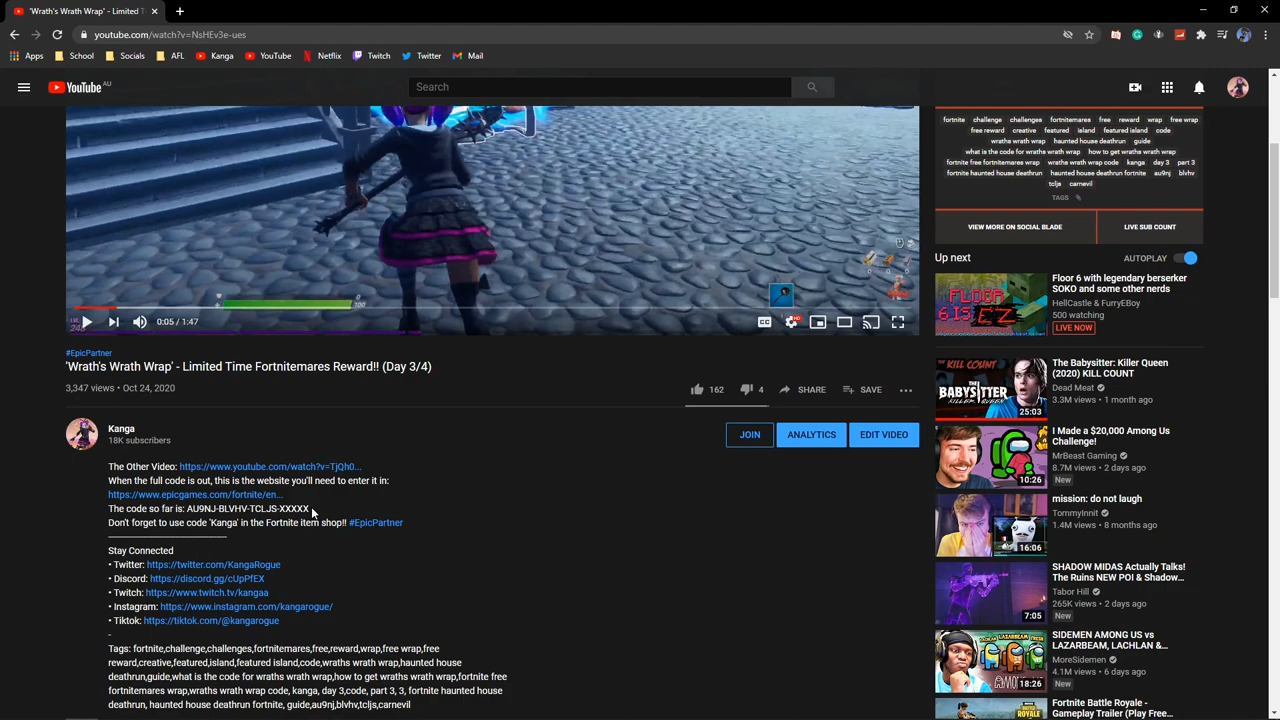 'Wrath's Wrath Wrap' - Limited T
youtube.com/watch?v=NsHEv3e-ues
Apps School Socials AFL Kanga YouTube Netflix Twitch Twitter Mail
YouTube AU
Search
0:05 / 1:47
100
CC
HD
#EpicPartner
'Wrath's Wrath Wrap' - Limited Time Fortnitemares Reward!! (Day 3/4)
3,347 views • Oct 24, 2020
162 4 SHARE SAVE
Kanga
18K subscribers
JOIN ANALYTICS EDIT VIDEO
The Other Video: https://www.youtube.com/watch?v=TjQh0...
When the full code is out, this is the website you'll need to enter it in:
https://www.epicgames.com/fortnite/en...
The code so far is: AU9NJ-BLVHV-TCLJS-XXXXX
Don't forget to use code 'Kanga' in the Fortnite item shop!! #EpicPartner
Stay Connected
• Twitter: https://twitter.com/KangaRogue
• Discord: https://discord.gg/cUpPfEX
• Twitch: https://www.twitch.tv/kangaa
• Instagram: https://www.instagram.com/kangarogue/
• Tiktok: https://tiktok.com/@kangarogue
-
Tags: fortnite,challenge,challenges,fortnitemares,free,reward,wrap,free wrap,free
reward,creative,featured,island,featured island,code,wraths wrath wrap,haunted house
deathrun,guide,what is the code for wraths wrath wrap,how to get wraths wrath wrap,fortnite free
fortnitemares wrap,wraths wrath wrap code, kanga, day 3,code, part 3, 3, fortnite haunted house
deathrun, haunted house deathrun fortnite, guide,au9nj,blvhv,tcljs,carnevil
fortnite challenge challenges fortnitemares free reward wrap free wrap
free reward creative featured island featured island code
wraths wrath wrap haunted house deathrun guide
what is the code for wraths wrath wrap how to get wraths wrath wrap
fortnite free fortnitemares wrap wraths wrath wrap code kanga day 3 part 3
fortnite haunted house deathrun haunted house deathrun fortnite au9nj blvhv
tcljs carnevil
TAGS
VIEW MORE ON SOCIAL BLADE LIVE SUB COUNT
Up next AUTOPLAY
FLOOR
6 IS EZ
Floor 6 with legendary berserker
SOKO and some other nerds
HellCastle & FurryEBoy
500 watching
LIVE NOW
THE KILL COUNT
THE
BABYSITTER
KILLER QUEEN
25:03
The Babysitter: Killer Queen
(2020) KILL COUNT
Dead Meat
3.3M views • 1 month ago
10:26
I Made a $20,000 Among Us
Challenge!
MrBeast Gaming
8.7M views • 2 days ago
New
16:06
mission: do not laugh
TommyInnit
1.4M views • 8 months ago
7:05
SHADOW MIDAS Actually Talks!
The Ruins NEW POI & Shadow...
Tabor Hill
265K views • 2 days ago
New
KSI LAZARBEAM FRESH
AMONG US
18:26
SIDEMEN AMONG US vs
LAZARBEAM, LACHLAN &...
MoreSidemen
4.1M views • 6 days ago
New
BATTLE
ROYALE
Fortnite Battle Royale -
Gameplay Trailer (Play Free...